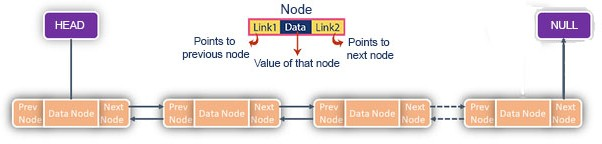 Node
HEAD
NULL
Link1 Data Link2
Points to
previous node
Value of that node
Points to
next node
Prev
Node
Data Node
Next
Node
Prev
Node
Data Node
Next
Node
Prev
Node
Data Node
Next
Node
Prev
Node
Data Node
Next
Node